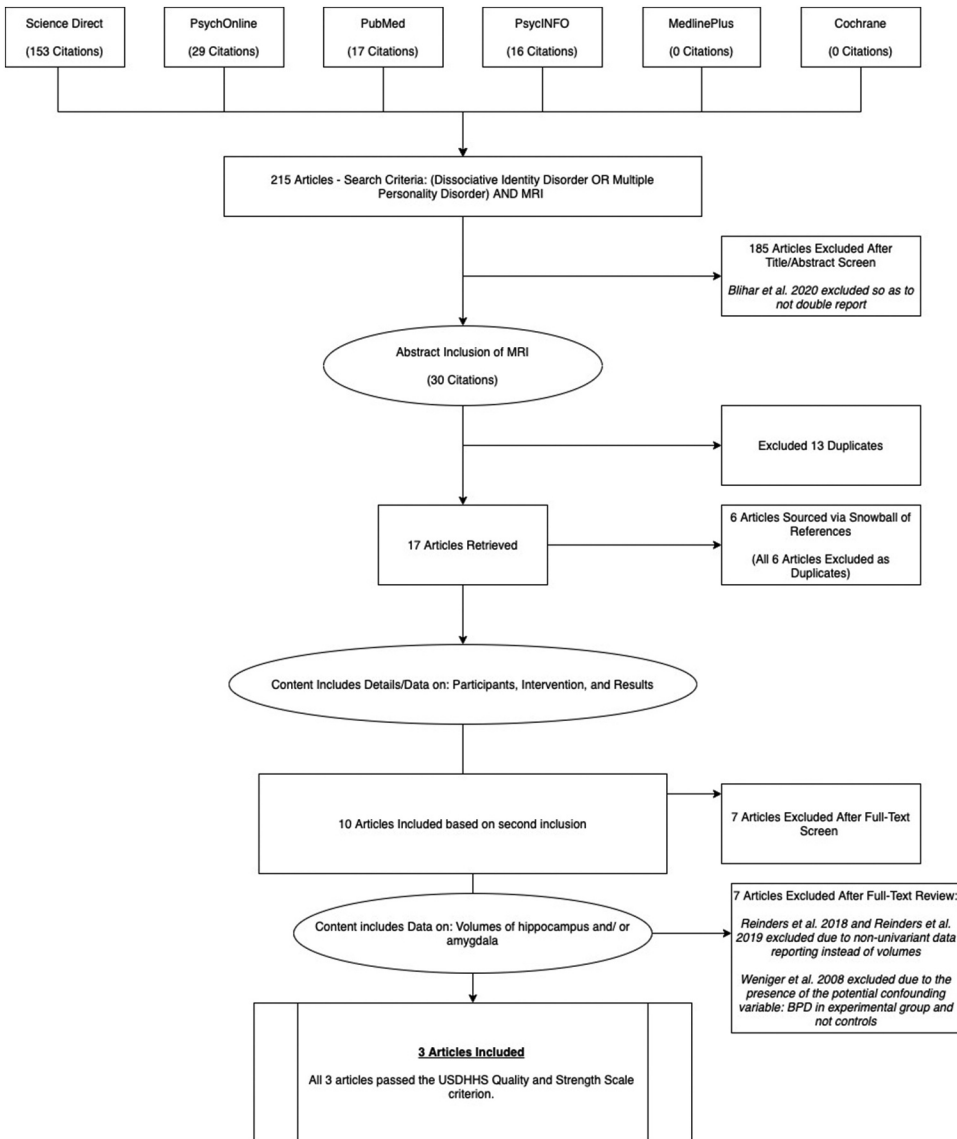 Science Direct
(153 Citations)
PsychOnline
(29 Citations)
PubMed
(17 Citations)
PsycINFO
(16 Citations)
MedlinePlus
(0 Citations)
Cochrane
(0 Citations)
215 Articles - Search Criteria: (Dissociative Identity Disorder OR Multiple
Personality Disorder) AND MRI
185 Articles Excluded After
Title/Abstract Screen
Blihar et al. 2020 excluded so as to
not double report
Abstract Inclusion of MRI
(30 Citations)
Excluded 13 Duplicates
17 Articles Retrieved
6 Articles Sourced via Snowball of
References
(All 6 Articles Excluded as
Duplicates)
Content Includes Details/Data on: Participants, Intervention, and Results
10 Articles Included based on second inclusion
7 Articles Excluded After Full-Text
Screen
Content includes Data on: Volumes of hippocampus and/ or
amygdala
7 Articles Excluded After Full-Text Review:
Reinders et al. 2018 and Reinders et al.
2019 excluded due to non-univariant data
reporting instead of volumes
Weniger et al. 2008 excluded due to the
presence of the potential confounding
variable: BPD in experimental group and
not controls
3 Articles Included
All 3 articles passed the USDHHS Quality and Strength Scale
criterion.